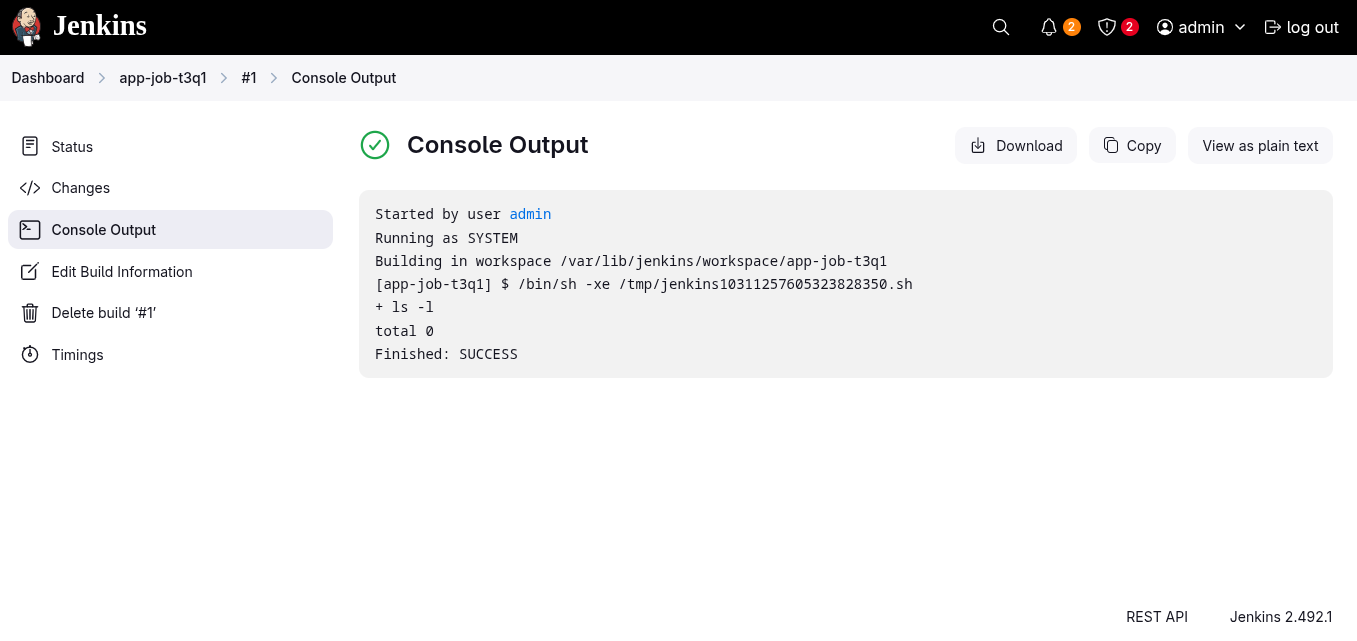 Jenkins
2
2
admin
log out
Dashboard
app-job-t3q1
#1
Console Output
Status
Changes
Console Output
Edit Build Information
Delete build ‘#1’
Timings
Console Output
Download
Copy
View as plain text
Started by user admin
Running as SYSTEM
Building in workspace /var/lib/jenkins/workspace/app-job-t3q1
[app-job-t3q1] $ /bin/sh -xe /tmp/jenkins10311257605323828350.sh
+ ls -l
total 0
Finished: SUCCESS
REST API
Jenkins 2.492.1